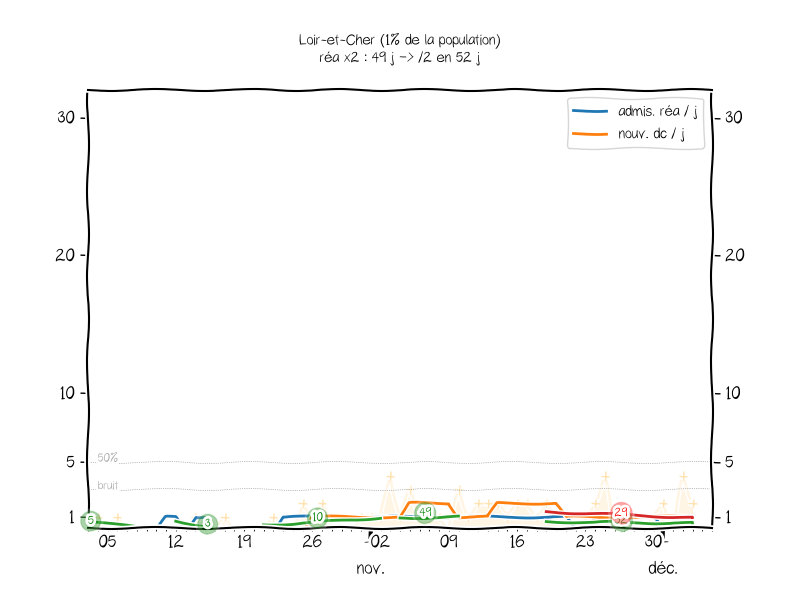 Loir-et-Cher (1% de la population)
réa x2 : 49 j -> /2 en 52 j
admis. réa / j
nouv. dc / j
30 30
20 20
10 10
5 50% 5
bruit
1 5 3 10 49 29 1
05 12 19 26 02 09 16 23 30
nov. déc.